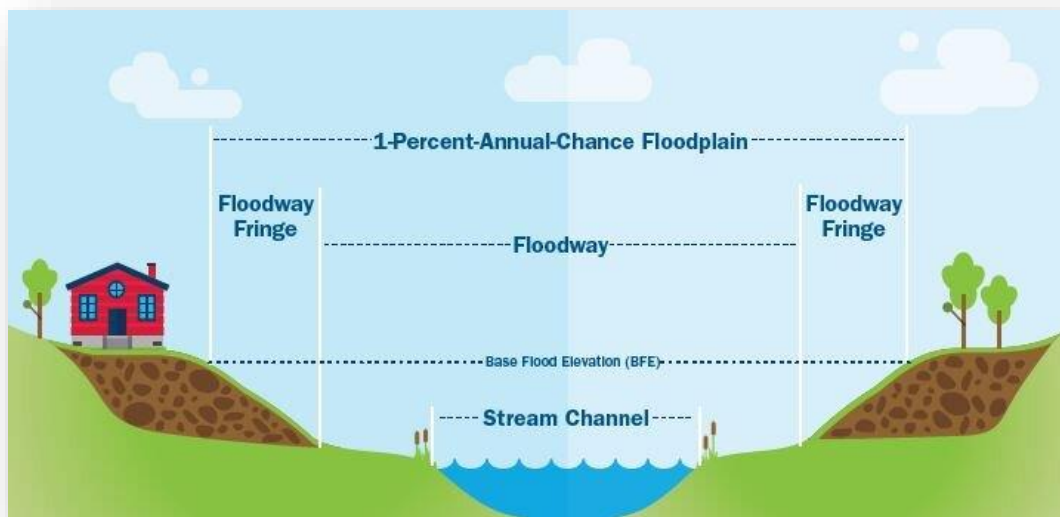 1-Percent-Annual-Chance Floodplain
Floodway
Fringe
Floodway
Fringe
Floodway
Base Flood Elevation (BFE)
Stream Channel